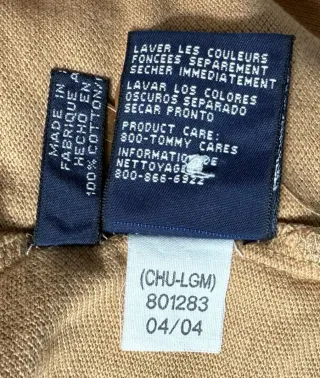 LAVER LES COULEURS
FONCEES SEPAREMENT
SECHER IMMEDIATEMENT
LAVAR LOS COLORES
OSCUROS SEPARADO
SECAR PRONTO
PRODUCT CARE:
800-TOMMY CARES
INFORMATION DE
NETTOYAGE
800-866-6922
MADE IN
FABRIQUE A
HECHO EN
100% COTTON
(CHU-LGM)
801283
04/04